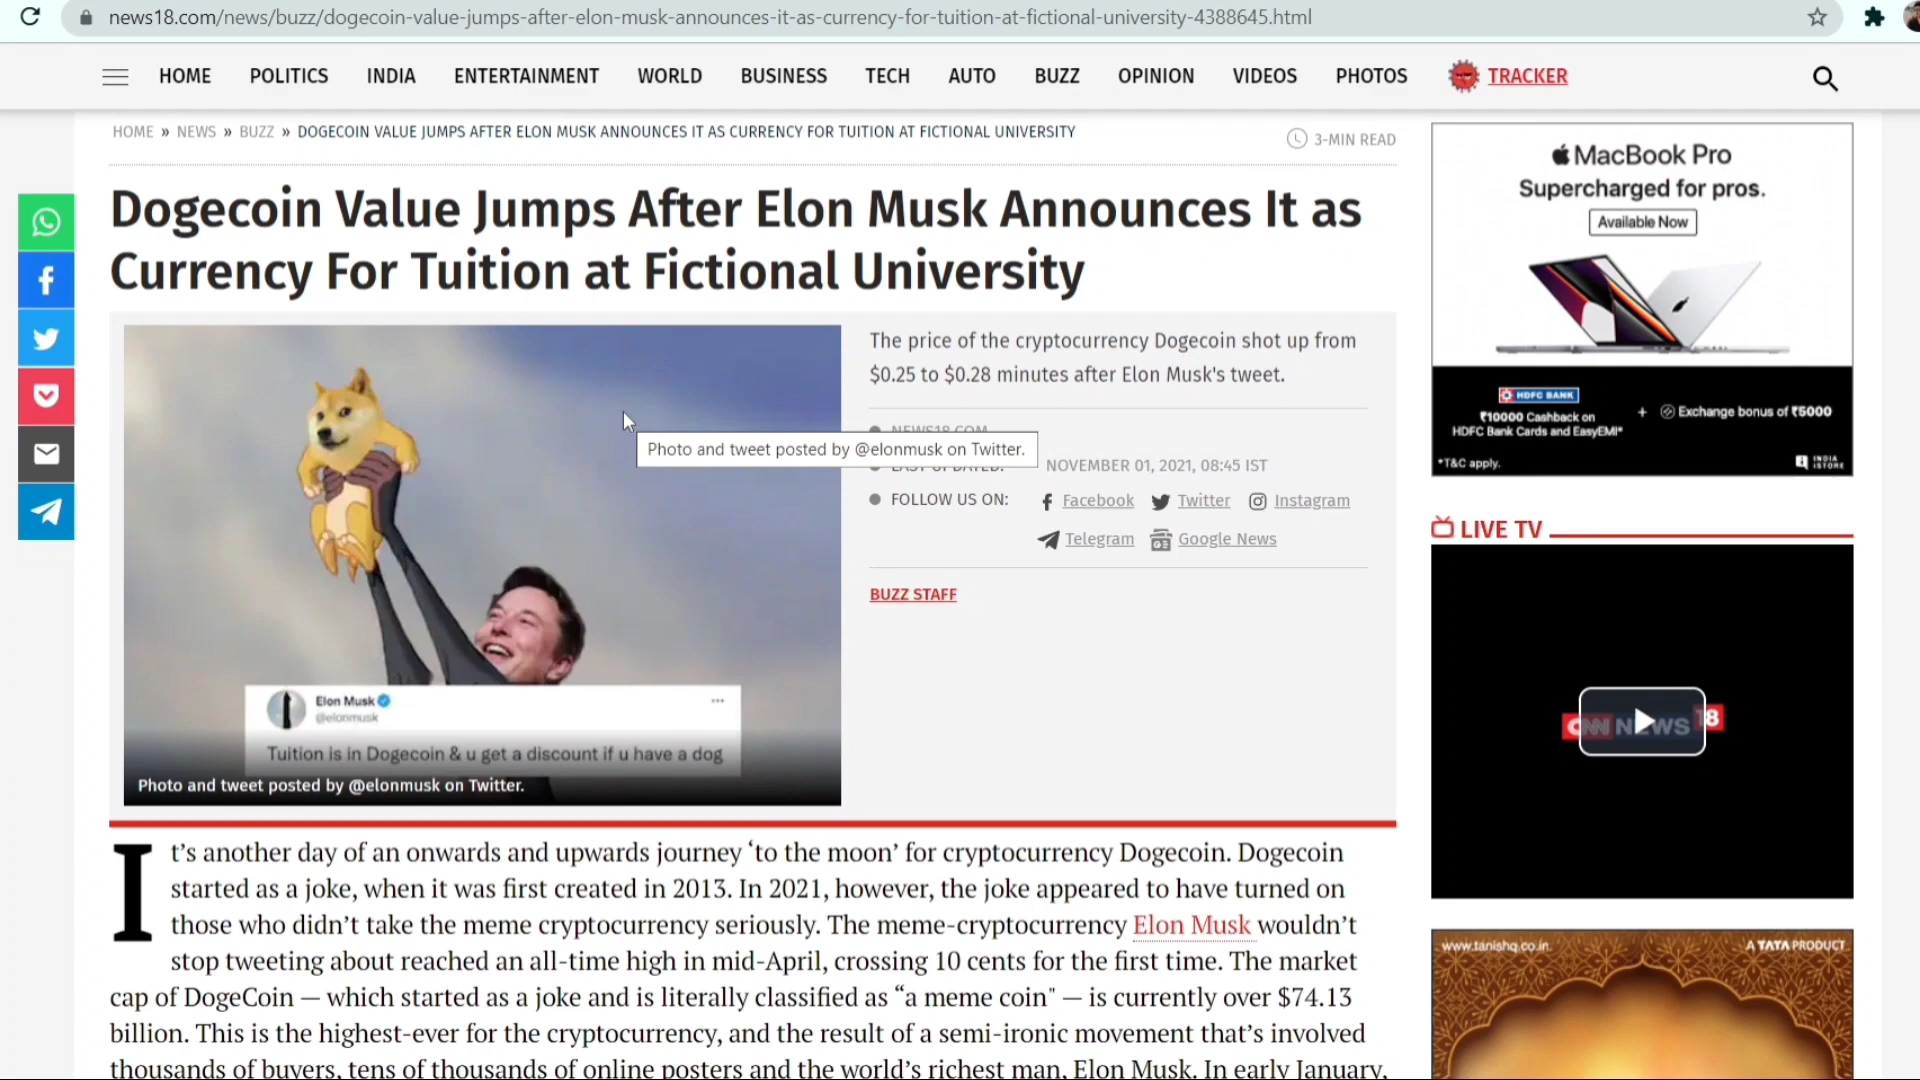 news18.com/news/buzz/dogecoin-value-jumps-after-elon-musk-announces-it-as-currency-for-tuition-at-fictional-university-4388645.html
HOME POLITICS INDIA ENTERTAINMENT WORLD BUSINESS TECH AUTO BUZZ OPINION VIDEOS PHOTOS TRACKER
HOME » NEWS » BUZZ » DOGECOIN VALUE JUMPS AFTER ELON MUSK ANNOUNCES IT AS CURRENCY FOR TUITION AT FICTIONAL UNIVERSITY
3-MIN READ
Dogecoin Value Jumps After Elon Musk Announces It as
Currency For Tuition at Fictional University
The price of the cryptocurrency Dogecoin shot up from
$0.25 to $0.28 minutes after Elon Musk's tweet.
NEWS18.COM
Photo and tweet posted by @elonmusk on Twitter.
LAST UPDATED: NOVEMBER 01, 2021, 08:45 IST
FOLLOW US ON: Facebook Twitter Instagram
Telegram Google News
BUZZ STAFF
Elon Musk
@elonmusk
Tuition is in Dogecoin & u get a discount if u have a dog
Photo and tweet posted by @elonmusk on Twitter.
It’s another day of an onwards and upwards journey ‘to the moon’ for cryptocurrency Dogecoin. Dogecoin
started as a joke, when it was first created in 2013. In 2021, however, the joke appeared to have turned on
those who didn’t take the meme cryptocurrency seriously. The meme-cryptocurrency Elon Musk wouldn’t
stop tweeting about reached an all-time high in mid-April, crossing 10 cents for the first time. The market
cap of DogeCoin — which started as a joke and is literally classified as “a meme coin" — is currently over $74.13
billion. This is the highest-ever for the cryptocurrency, and the result of a semi-ironic movement that’s involved
thousands of buyers, tens of thousands of online posters and the world’s richest man, Elon Musk. In early January,
MacBook Pro
Supercharged for pros.
Available Now
HDFC BANK
₹10000 Cashback on
HDFC Bank Cards and EasyEMI*
+ Exchange bonus of ₹5000
*T&C apply.
INDIA
iSTORE
LIVE TV
CNN NEWS 18
www.tanishq.co.in
A TATA PRODUCT